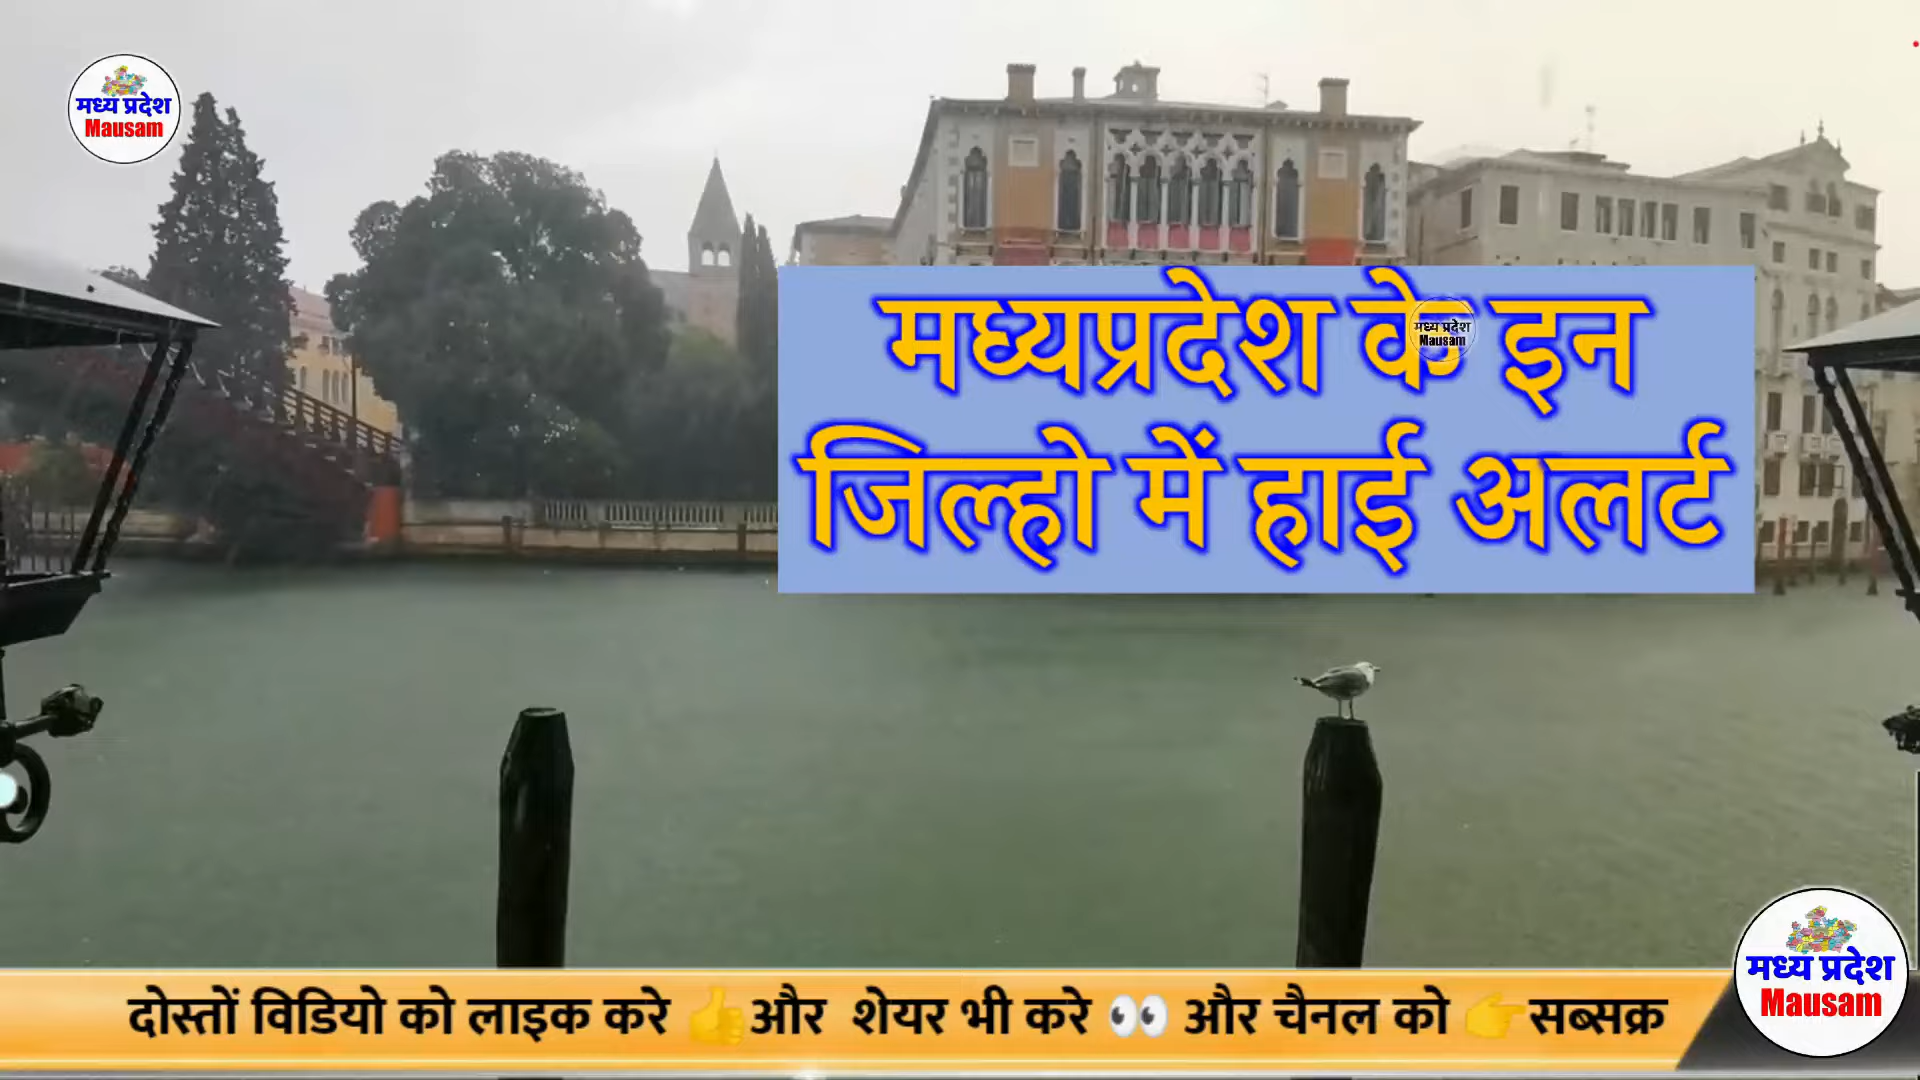 मध्य प्रदेश
Mausam
मध्यप्रदेश के इन
मध्य प्रदेश
Mausam
जिल्हो में हाई अलर्ट
दोस्तों विडियो को लाइक करे 👍और शेयर भी करे 👀 और चैनल को 👉सब्सक्र
मध्य प्रदेश
Mausam